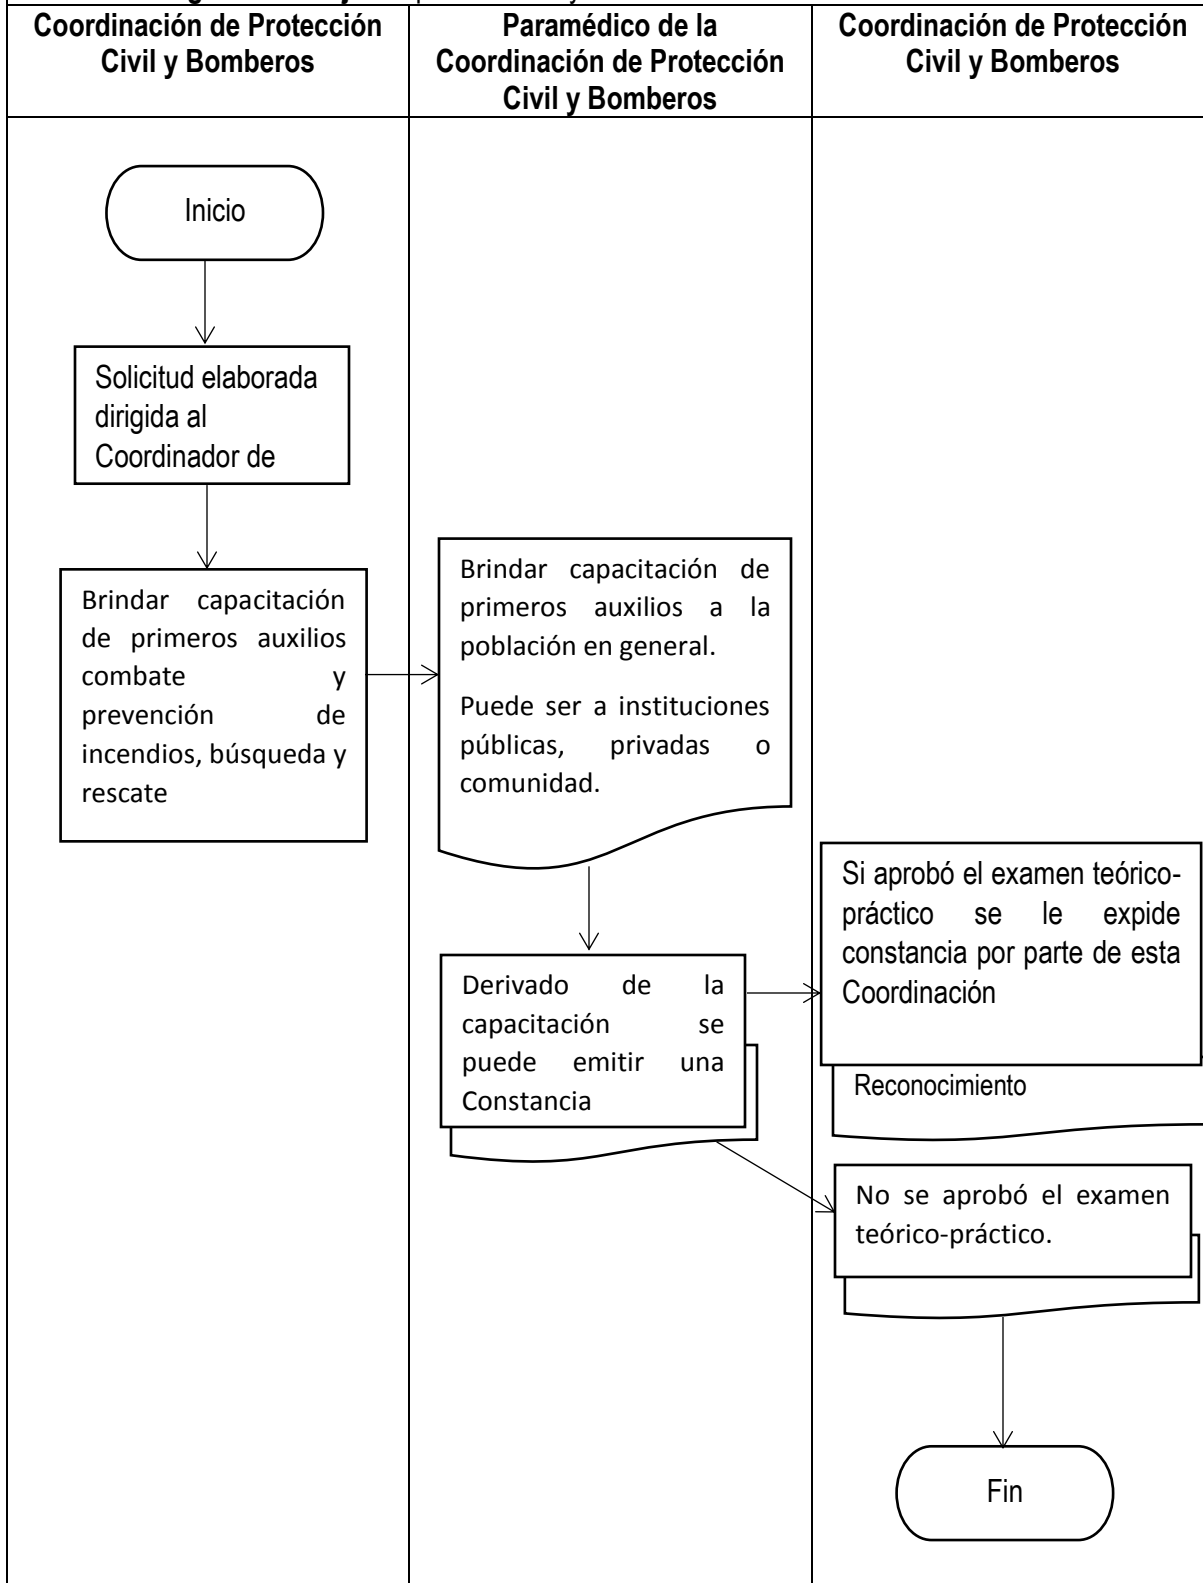 Coordinación de Protección
Civil y Bomberos
Paramédico de la
Coordinación de Protección
Civil y Bomberos
Coordinación de Protección
Civil y Bomberos
Inicio
Solicitud elaborada
dirigida al
Coordinador de
Brindar capacitación
de primeros auxilios
combate y
prevención de
incendios, búsqueda y
rescate
Brindar capacitación de
primeros auxilios a la
población en general.
Puede ser a instituciones
públicas, privadas o
comunidad.
Derivado de la
capacitación se
puede emitir una
Constancia
Si aprobó el examen teórico-
práctico se le expide
constancia por parte de esta
Coordinación
Reconocimiento
No se aprobó el examen
teórico-práctico.
Fin